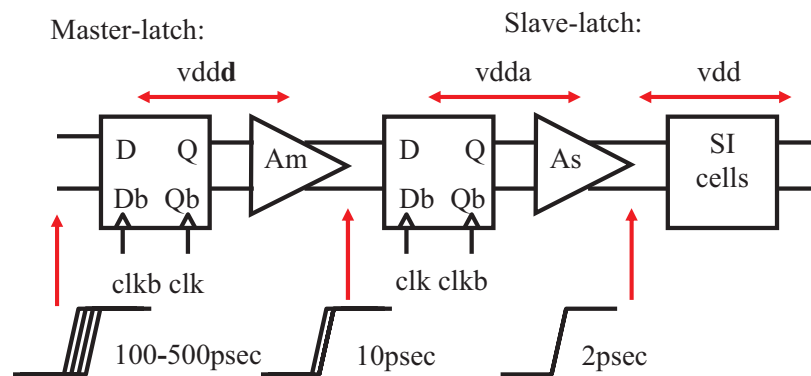 Master-latch:
Slave-latch:
vddd
vdda
vdd
D Q
Db Qb
Am
D Q
Db Qb
As
SI
cells
clkb clk
clk clkb
100-500psec
10psec
2psec